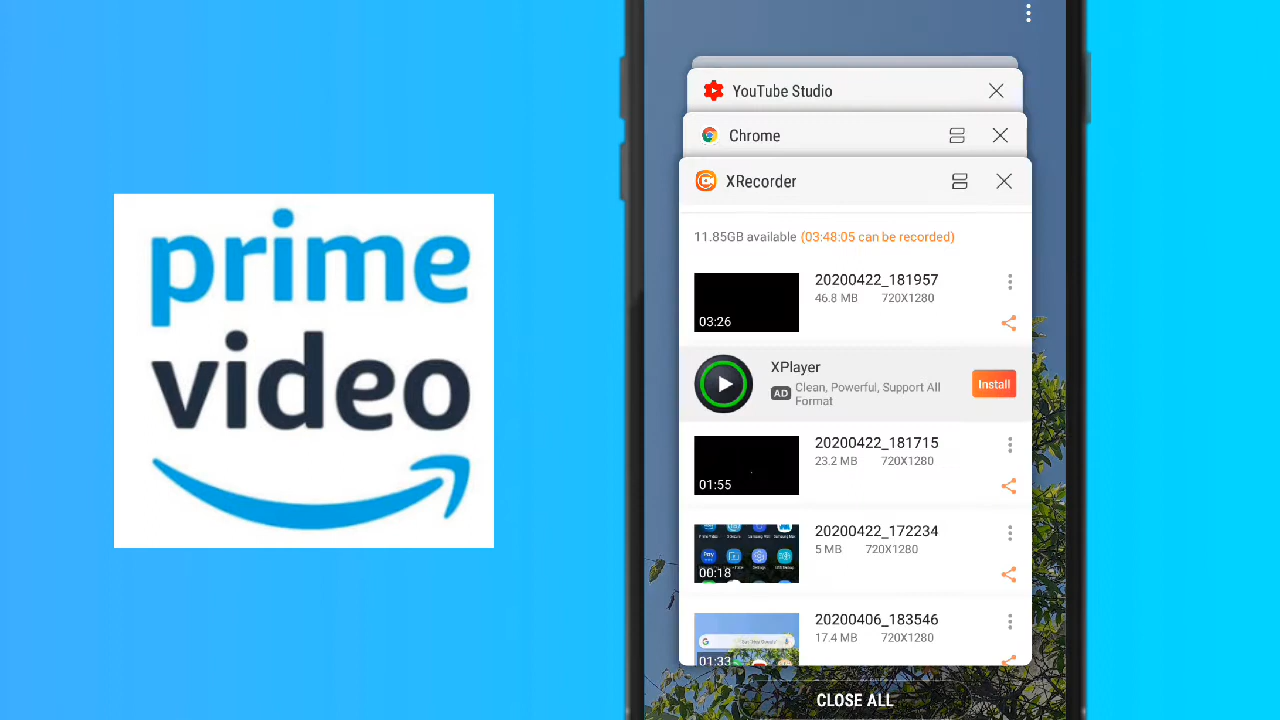 prime
video
YouTube Studio
Chrome
XRecorder
11.85GB available (03:48:05 can be recorded)
20200422_181957
46.8 MB 720X1280
03:26
XPlayer
AD Clean, Powerful, Support All
Format
Install
20200422_181715
23.2 MB 720X1280
01:55
20200422_172234
5 MB 720X1280
00:18
20200406_183546
17.4 MB 720X1280
01:33
CLOSE ALL